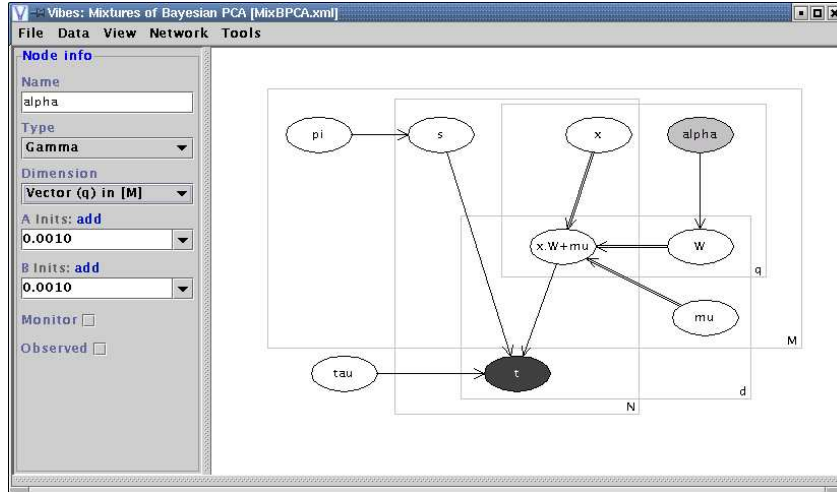 Vibes: Mixtures of Bayesian PCA [MixBPCA.xml]
File Data View Network Tools
Node info
Name
alpha
Type
Gamma
Dimension
Vector (q) in [M]
A Inits: add
0.0010
B Inits: add
0.0010
Monitor
Observed
pi
s
x
alpha
x.W+mu
W
q
mu
M
tau
t
d
N